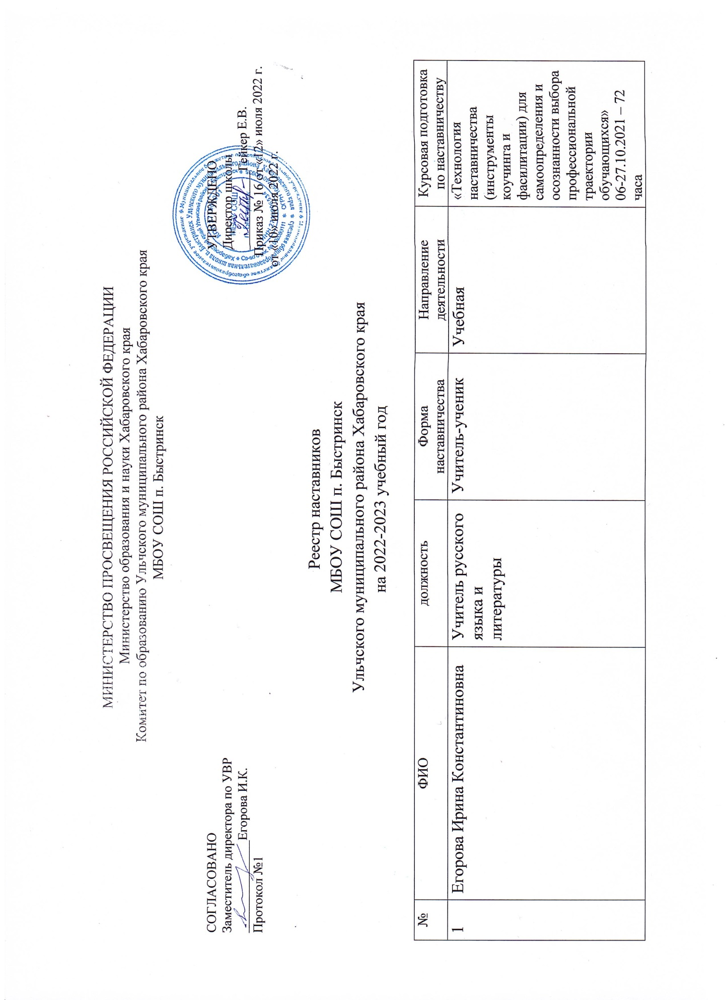 МИНИСТЕРСТВО ПРОСВЕЩЕНИЯ РОССИЙСКОЙ ФЕДЕРАЦИИ
Министерство образования и науки Хабаровского края
Комитет по образованию Ульчского муниципального района Хабаровского края
МБОУ СОШ п. Быстринск
СОГЛАСОВАНО
Заместитель директора по УВР
Егорова И.К.
Протокол №1
УТВЕРЖДЕНО
Директор школы
Гейкер Е.В.
Приказ № 16 от «12» июля 2022 г.
от «10» июля 2022 г.
Реестр наставников
МБОУ СОШ п. Быстринск
Ульчского муниципального района Хабаровского края
на 2022-2023 учебный год
№
ФИО
должность
Форма
наставничества
Направление
деятельности
Курсовая подготовка
по наставничеству
1
Егорова Ирина Константиновна
Учитель русского
языка и
литературы
Учитель-ученик
Учебная
«Технология
наставничества
(инструменты
коучинга и
фасилитации) для
самоопределения и
осознанности выбора
профессиональной
траектории
обучающихся»
06-27.10.2021 – 72
часа